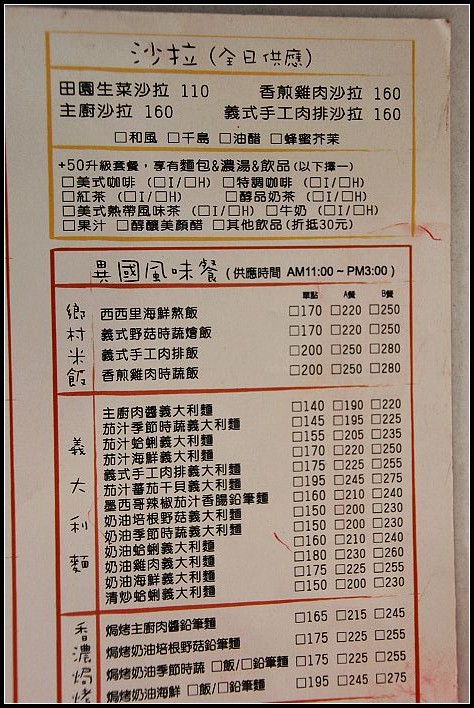 沙拉 (全日供應)
田園生菜沙拉 110 香煎雞肉沙拉 160
主廚沙拉 160 義式手工肉排沙拉 160
□和風 □千島 □油醋 □蜂蜜芥茉
+50升級套餐，享有麵包&濃湯&飲品(以下擇一)
□美式咖啡 (□I/□H) □特調咖啡 (□I/□H)
□紅茶 (□I/□H) □醇品奶茶 (□I/□H)
□美式熱帶風味茶 (□I/□H) □牛奶 (□I/□H)
□果汁 □醇釀美顏醋 □其他飲品(折抵30元)
異國風味餐 (供應時間 AM11:00 ~ PM3:00)
單點 A餐 B餐
鄉村米飯
西西里海鮮熬飯 □170 □220 □250
義式野菇時蔬燴飯 □170 □220 □250
義式手工肉排飯 □200 □250 □280
香煎雞肉時蔬飯 □200 □250 □280
義大利麵
主廚肉醬義大利麵 □140 □190 □220
茄汁季節時蔬義大利麵 □145 □195 □225
茄汁蛤蜊義大利麵 □155 □205 □235
茄汁海鮮義大利麵 □170 □220 □250
義式手工肉排義大利麵 □175 □225 □255
茄汁蕃茄干貝義大利麵 □195 □245 □275
墨西哥辣椒茄汁香腸鉛筆麵 □160 □210 □240
奶油培根野菇義大利麵 □150 □200 □230
奶油季節時蔬義大利麵 □150 □200 □230
奶油蛤蜊義大利麵 □160 □210 □240
奶油雞肉義大利麵 □180 □230 □260
奶油海鮮義大利麵 □175 □225 □255
清炒蛤蜊義大利麵 □150 □200 □230
香濃焗烤
焗烤主廚肉醬鉛筆麵 □165 □215 □245
焗烤奶油培根野菇鉛筆麵 □175 □225 □255
焗烤奶油季節時蔬 □飯/□鉛筆麵 □175 □225 □255
焗烤奶油海鮮 □飯/□鉛筆麵 □195 □245 □275